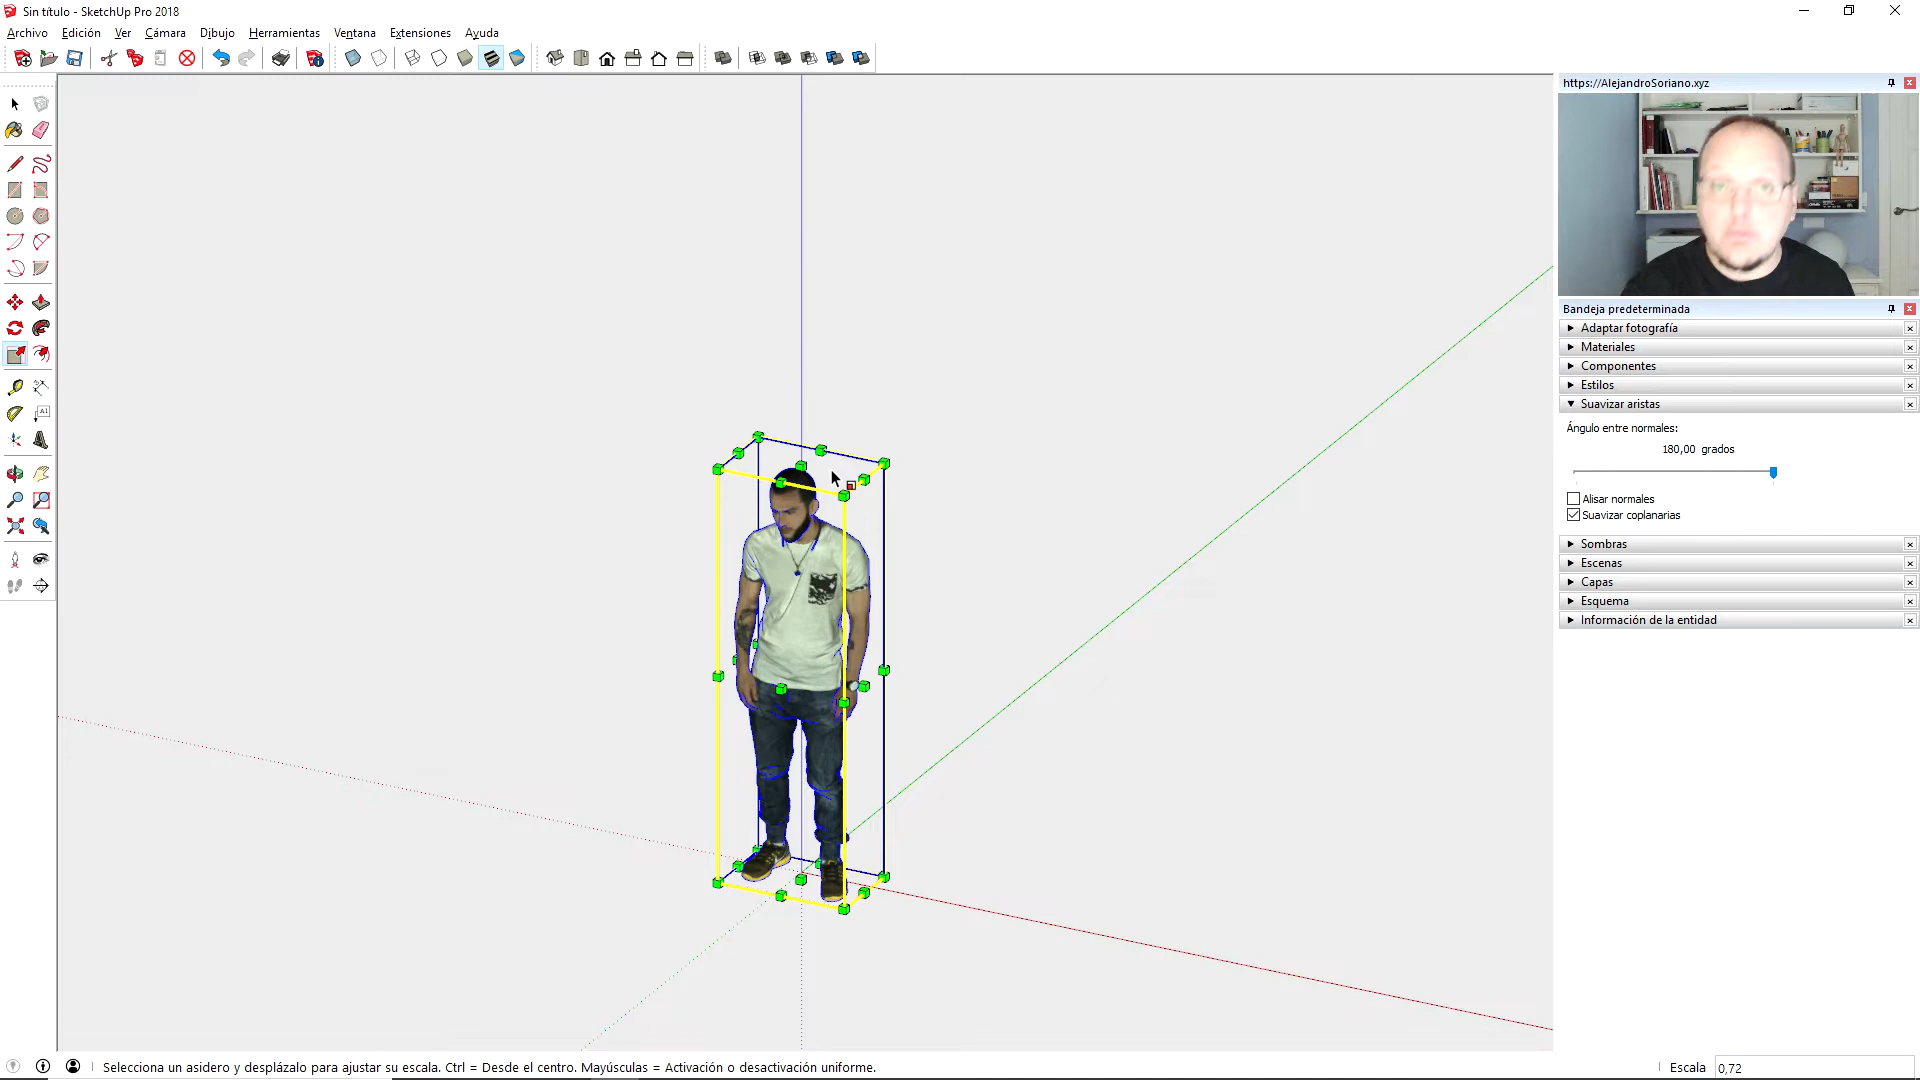 Sin título - SketchUp Pro 2018
Archivo Edición Ver Cámara Dibujo Herramientas Ventana Extensiones Ayuda
https://AlejandroSoriano.xyz
Bandeja predeterminada
Adaptar fotografía
Materiales
Componentes
Estilos
Suavizar aristas
Ángulo entre normales:
180,00 grados
Alisar normales
Suavizar coplanarias
Sombras
Escenas
Capas
Esquema
Información de la entidad
Selecciona un asidero y desplázalo para ajustar su escala. Ctrl = Desde el centro. Mayúsculas = Activación o desactivación uniforme.
Escala 0,72